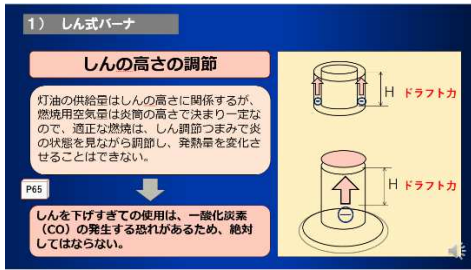 1） しん式バーナ
しんの高さの調節
灯油の供給量はしんの高さに関係するが、
燃焼用空気量は炎筒の高さで決まり一定な
ので、適正な燃焼は、しん調節つまみで炎
の状態を見ながら調節し、発熱量を変化さ
せることはできない。
P65
しんを下げすぎての使用は、一酸化炭素
（CO）の発生する恐れがあるため、絶対
してはならない。
H ドラフト力
H ドラフト力